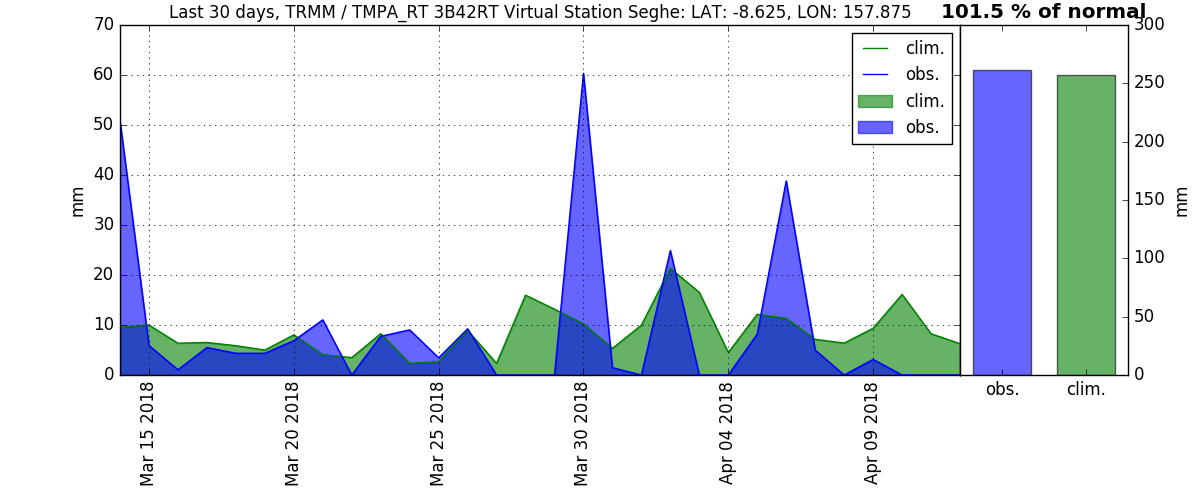 Last 30 days, TRMM / TMPA_RT 3B42RT Virtual Station Seghe: LAT: -8.625, LON: 157.875
101.5 % of normal
70
60
50
40
30
20
10
0
mm
clim.
obs.
clim.
obs.
Mar 15 2018
Mar 20 2018
Mar 25 2018
Mar 30 2018
Apr 04 2018
Apr 09 2018
300
250
200
150
100
50
0
mm
obs.
clim.